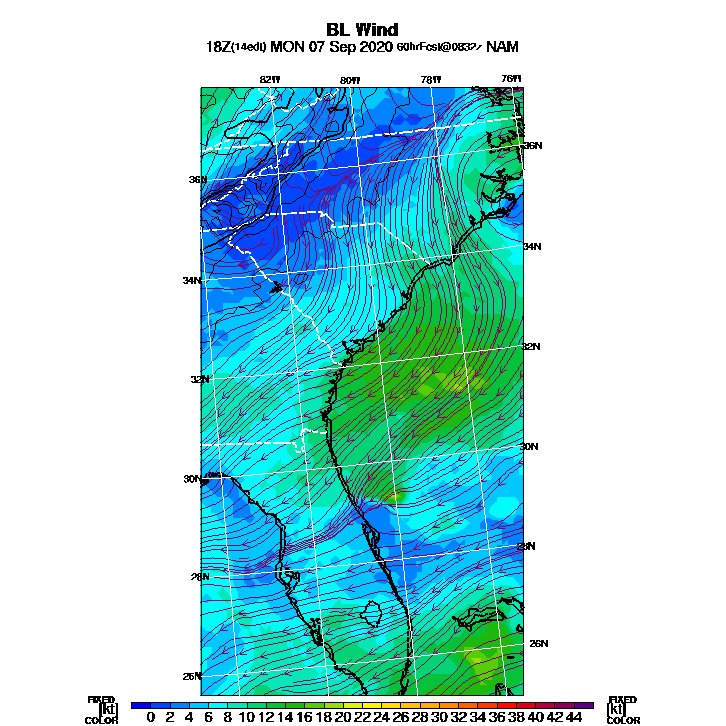 BL Wind
18Z(14edt) MON 07 Sep 2020 60hrFcst@0832z NAM
82W 80W 78W 76W
36N
36N
34N
34N
32N
32N
30N
30N
28N
28N
26N
26N
FIXED FIXED
[kt] 0 2 4 6 8 10 12 14 16 18 20 22 24 26 28 30 32 34 36 38 40 42 44 [kt]
COLOR COLOR